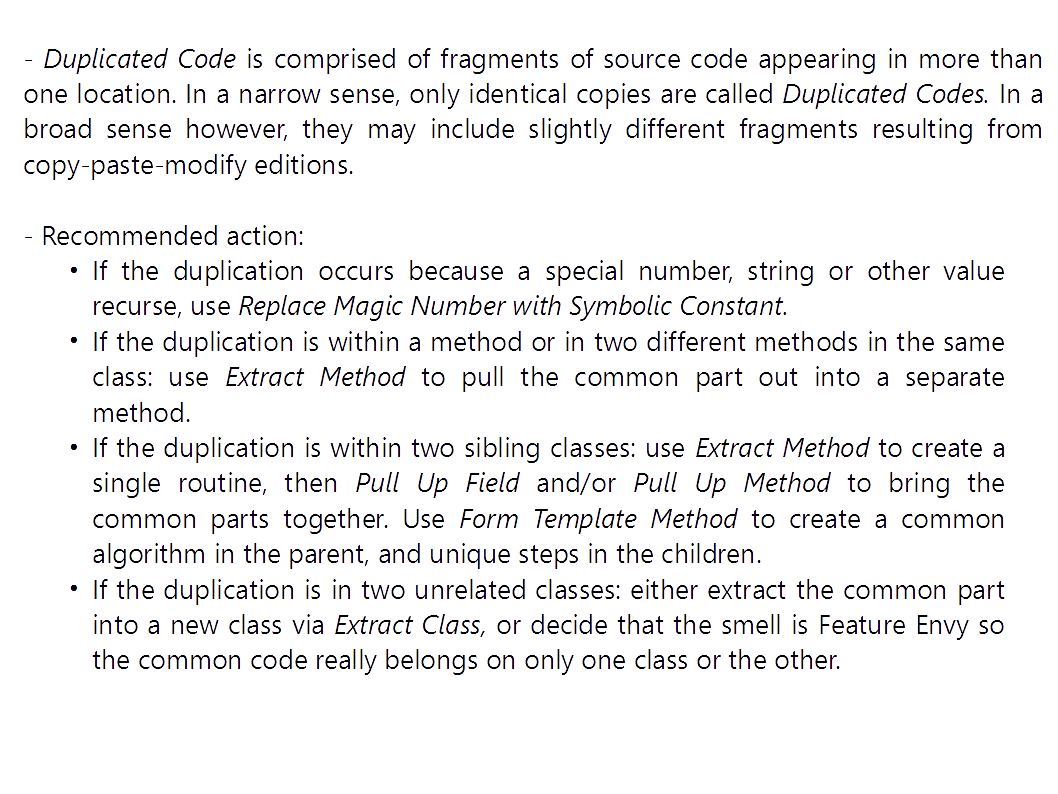 - Duplicated Code is comprised of fragments of source code appearing in more than
one location. In a narrow sense, only identical copies are called Duplicated Codes. In a
broad sense however, they may include slightly different fragments resulting from
copy-paste-modify editions.
- Recommended action:
• If the duplication occurs because a special number, string or other value
recurse, use Replace Magic Number with Symbolic Constant.
• If the duplication is within a method or in two different methods in the same
class: use Extract Method to pull the common part out into a separate
method.
• If the duplication is within two sibling classes: use Extract Method to create a
single routine, then Pull Up Field and/or Pull Up Method to bring the
common parts together. Use Form Template Method to create a common
algorithm in the parent, and unique steps in the children.
• If the duplication is in two unrelated classes: either extract the common part
into a new class via Extract Class, or decide that the smell is Feature Envy so
the common code really belongs on only one class or the other.